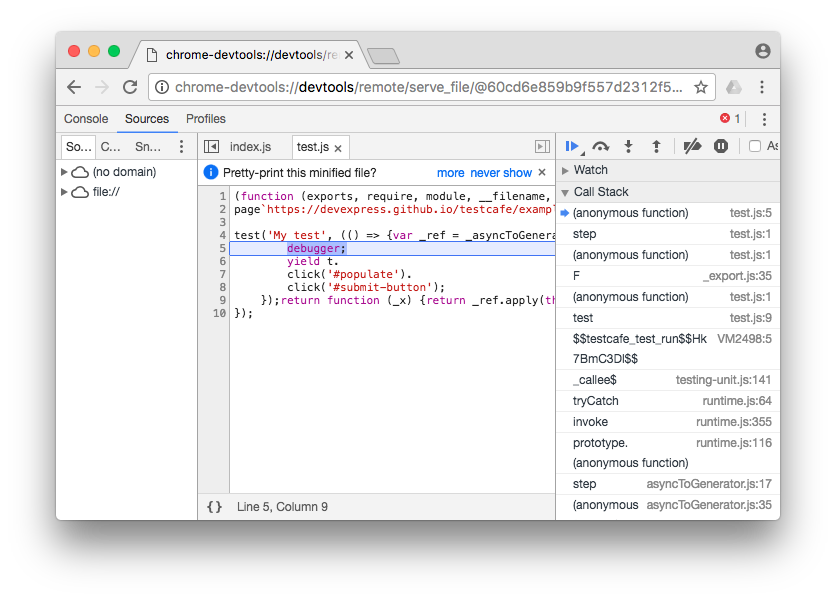 chrome-devtools://devtools/re
chrome-devtools://devtools/remote/serve_file/@60cd6e859b9f557d2312f5...
Console Sources Profiles 1
So... C... Sn... index.js test.js As
(no domain)
file://
Pretty-print this minified file? more never show
1 (function (exports, require, module, __filename,
2 page`https://devexpress.github.io/testcafe/exampl
3
4 test('My test', (() => {var _ref = _asyncToGenera
5 debugger;
6 yield t.
7 click('#populate').
8 click('#submit-button');
9 });return function (_x) {return _ref.apply(th
10 });
{} Line 5, Column 9
Watch
Call Stack
(anonymous function) test.js:5
step test.js:1
(anonymous function) test.js:1
F _export.js:35
(anonymous function) test.js:1
test test.js:9
$$testcafe_test_run$$Hk VM2498:5
7BmC3Dl$$
_callee$ testing-unit.js:141
tryCatch runtime.js:64
invoke runtime.js:355
prototype. runtime.js:116
(anonymous function)
step asyncToGenerator.js:17
(anonymous asyncToGenerator.js:35